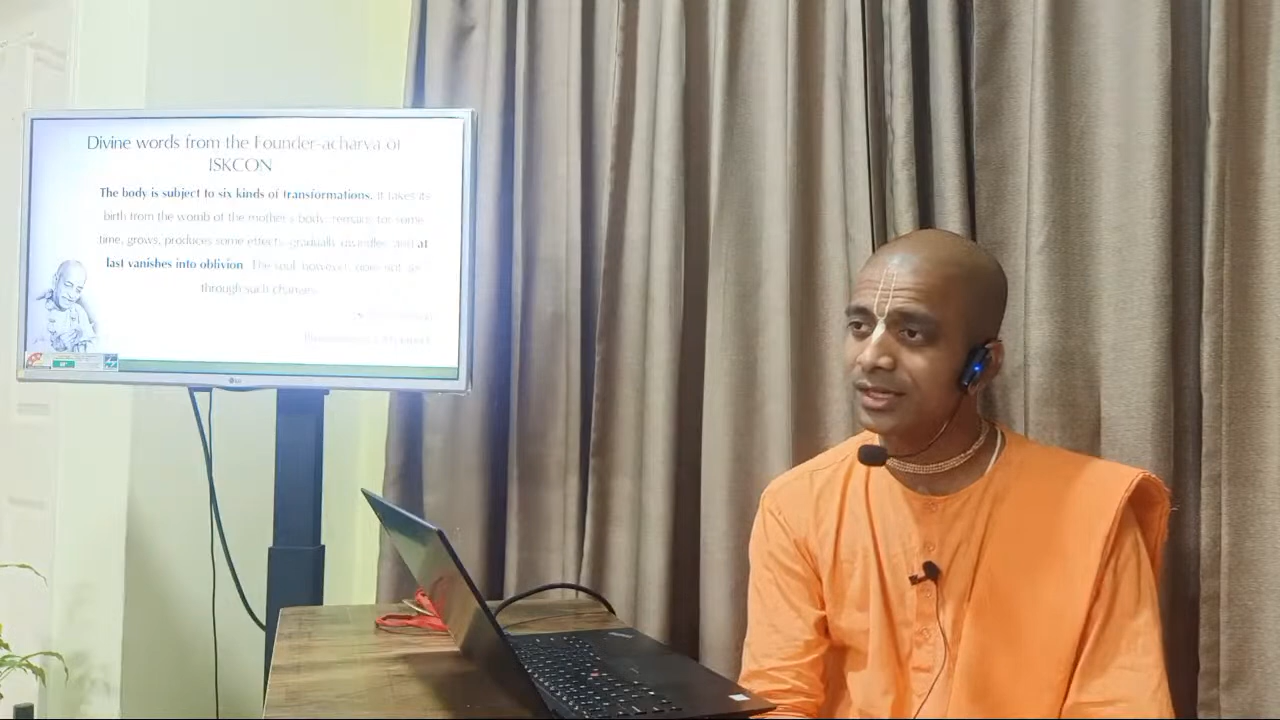 Divine words from the Founder-acharya of
ISKCON
The body is subject to six kinds of transformations. It takes its
birth from the womb of the mother's body, remains for some
time, grows, produces some effects, gradually dwindles, and at
last vanishes into oblivion. The soul, however, does not go
through such changes.
LG